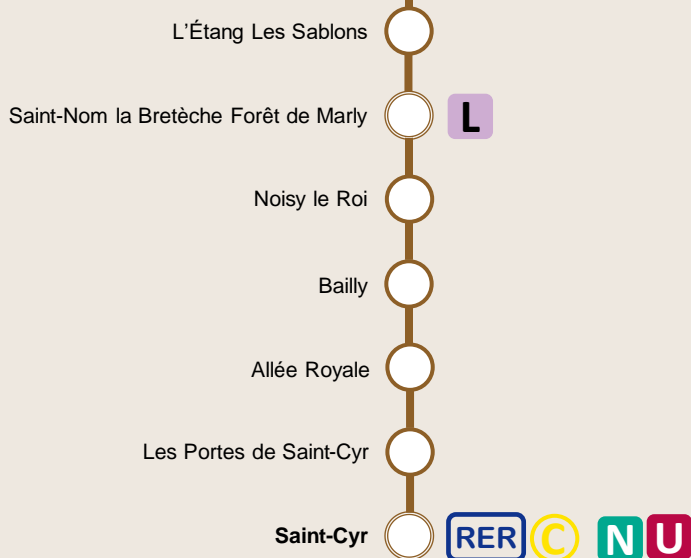 L'Étang Les Sablons
Saint-Nom la Bretèche Forêt de Marly L
Noisy le Roi
Bailly
Allée Royale
Les Portes de Saint-Cyr
Saint-Cyr RER C N U